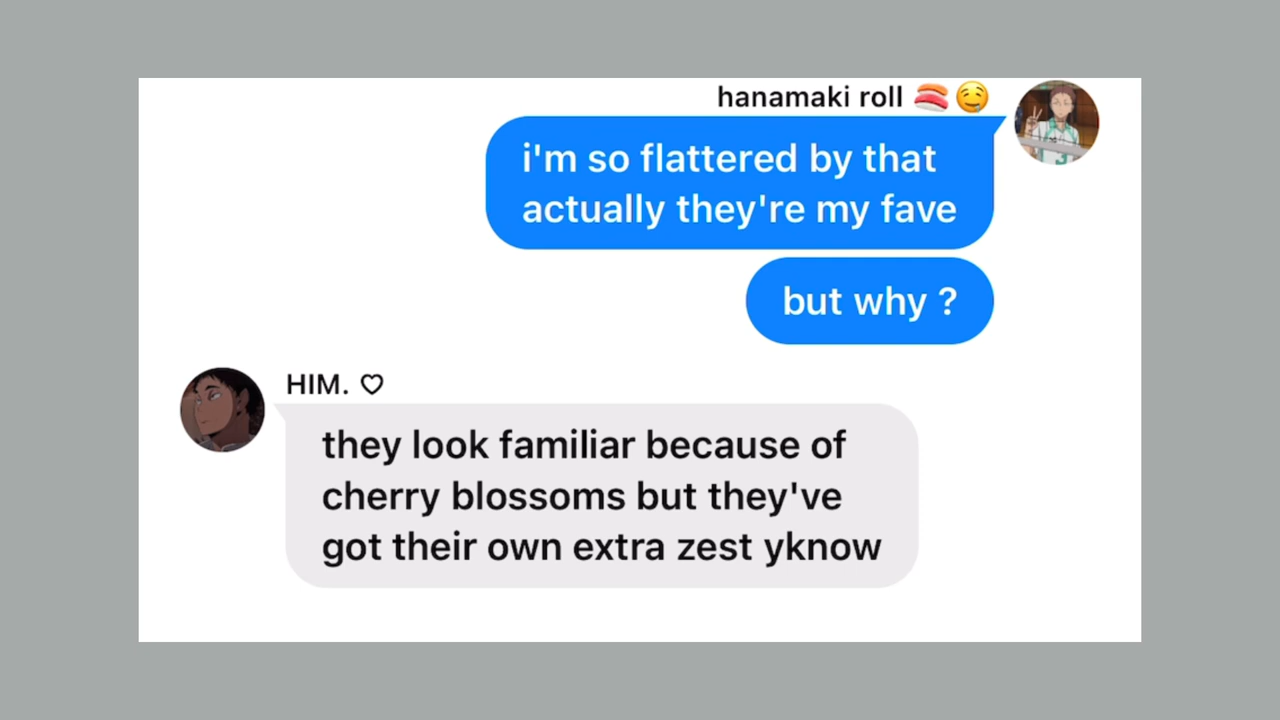 hanamaki roll 🍣🤤
i'm so flattered by that
actually they're my fave
but why ?
HIM. ♡
they look familiar because of
cherry blossoms but they've
got their own extra zest yknow